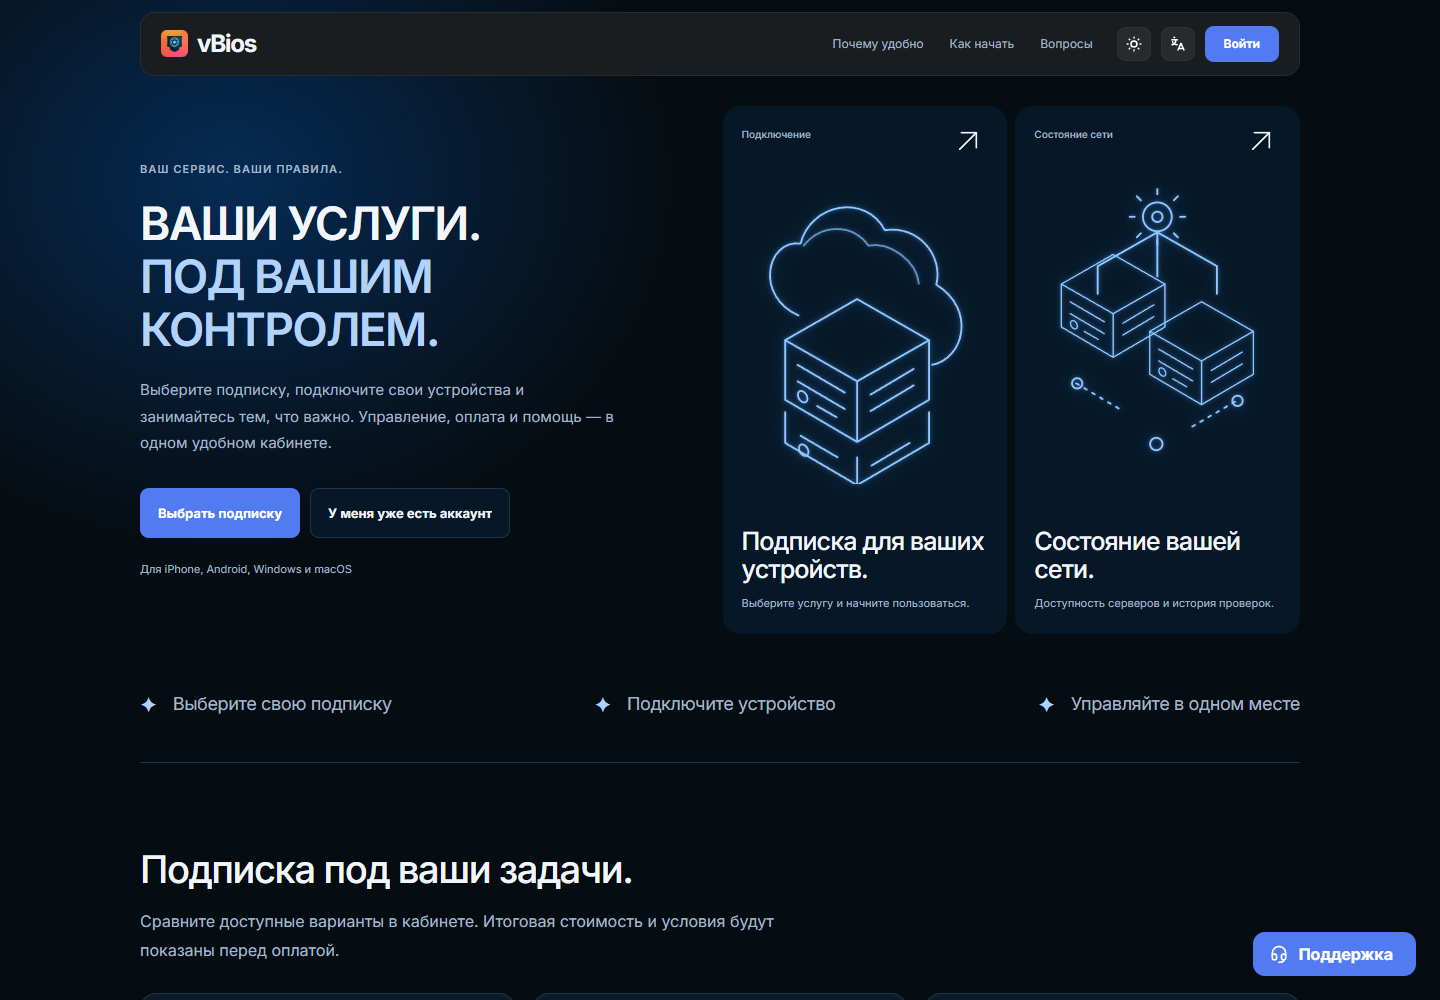 vBios
Почему удобно
Как начать
Вопросы
Войти
ВАШ СЕРВИС. ВАШИ ПРАВИЛА.
ВАШИ УСЛУГИ.
ПОД ВАШИМ
КОНТРОЛЕМ.
Выберите подписку, подключите свои устройства и
занимайтесь тем, что важно. Управление, оплата и помощь — в
одном удобном кабинете.
Выбрать подписку
У меня уже есть аккаунт
Для iPhone, Android, Windows и macOS
Подключение
Подписка для ваших
устройств.
Выберите услугу и начните пользоваться.
Состояние сети
Состояние вашей
сети.
Доступность серверов и история проверок.
Выберите свою подписку
Подключите устройство
Управляйте в одном месте
Подписка под ваши задачи.
Сравните доступные варианты в кабинете. Итоговая стоимость и условия будут
показаны перед оплатой.
Поддержка